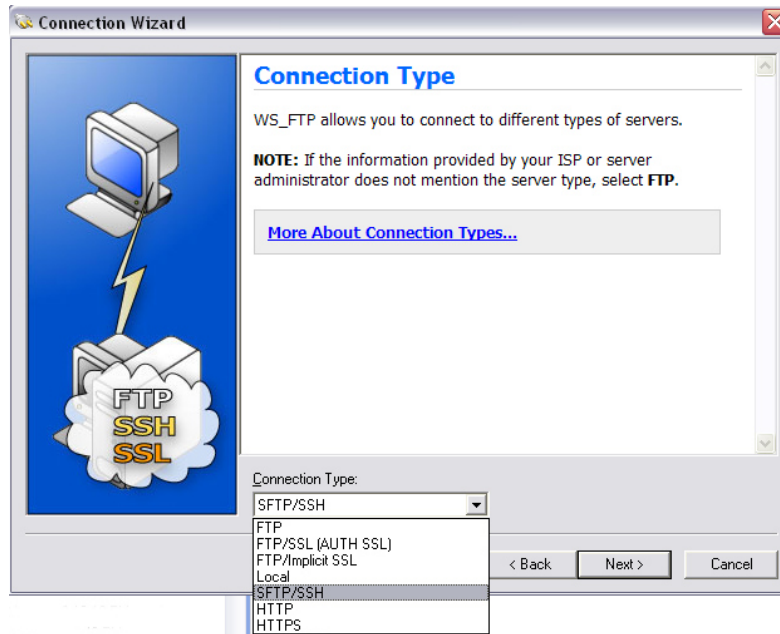 Connection Wizard
Connection Type
WS_FTP allows you to connect to different types of servers.
NOTE: If the information provided by your ISP or server
administrator does not mention the server type, select FTP.
More About Connection Types...
FTP
SSH
SSL
Connection Type:
SFTP/SSH
FTP
FTP/SSL (AUTH SSL)
FTP/Implicit SSL
Local
SFTP/SSH
HTTP
HTTPS
< Back
Next >
Cancel